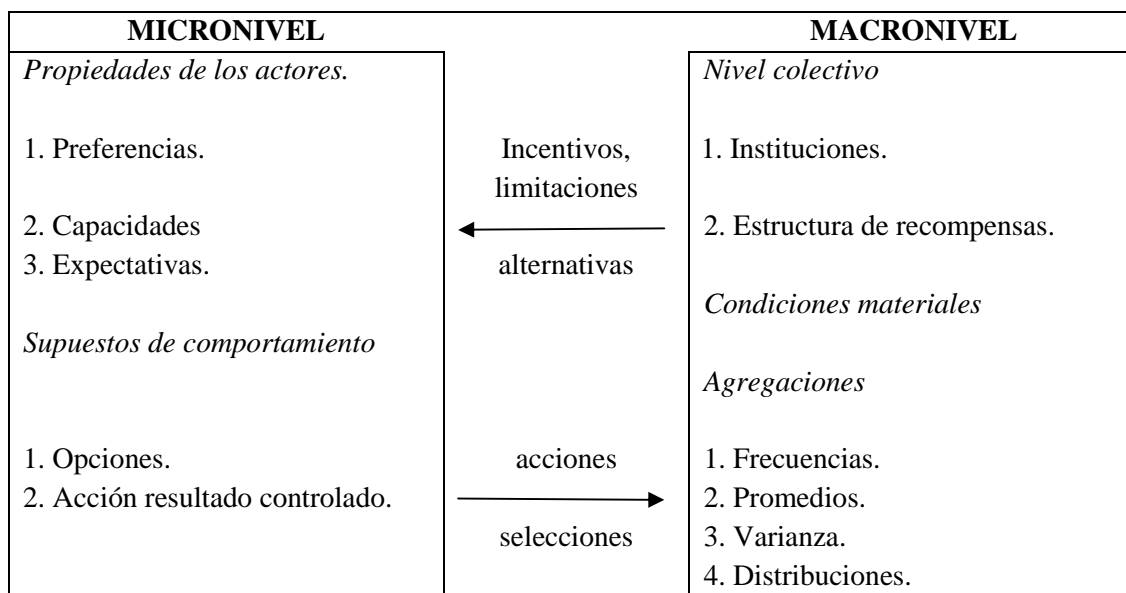 MICRONIVEL
MACRONIVEL
Propiedades de los actores.
Nivel colectivo
1. Preferencias.
Incentivos,
limitaciones
1. Instituciones.
2. Capacidades
2. Estructura de recompensas.
3. Expectativas.
alternativas
Condiciones materiales
Supuestos de comportamiento
Agregaciones
1. Opciones.
acciones
1. Frecuencias.
2. Acción resultado controlado.
2. Promedios.
selecciones
3. Varianza.
4. Distribuciones.